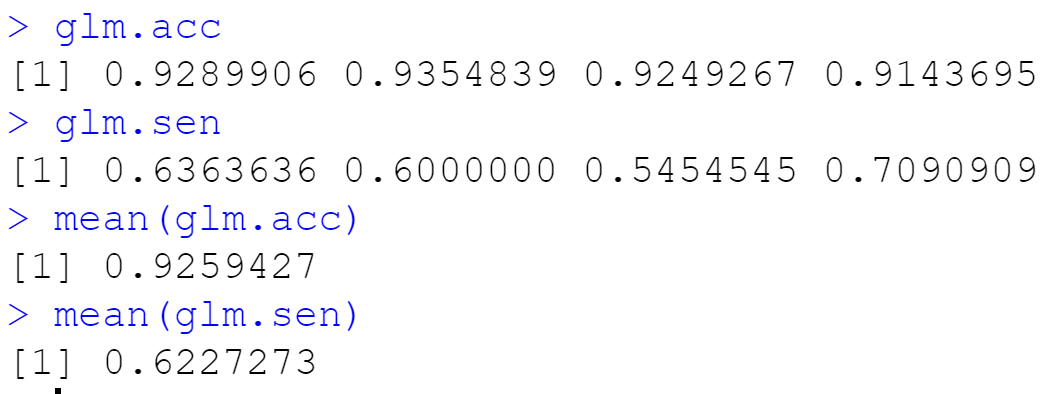 > glm.acc
[1] 0.9289906 0.9354839 0.9249267 0.9143695
> glm.sen
[1] 0.6363636 0.6000000 0.5454545 0.7090909
> mean(glm.acc)
[1] 0.9259427
> mean(glm.sen)
[1] 0.6227273